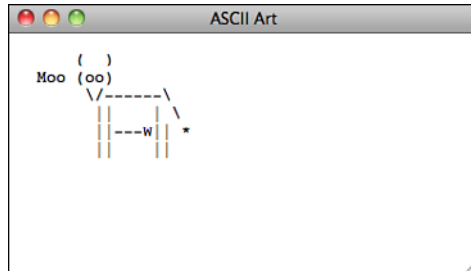 ASCII Art
     (  )
Moo (oo)
     \/------\
      ||    | \
      ||---W||  *
      ||    ||